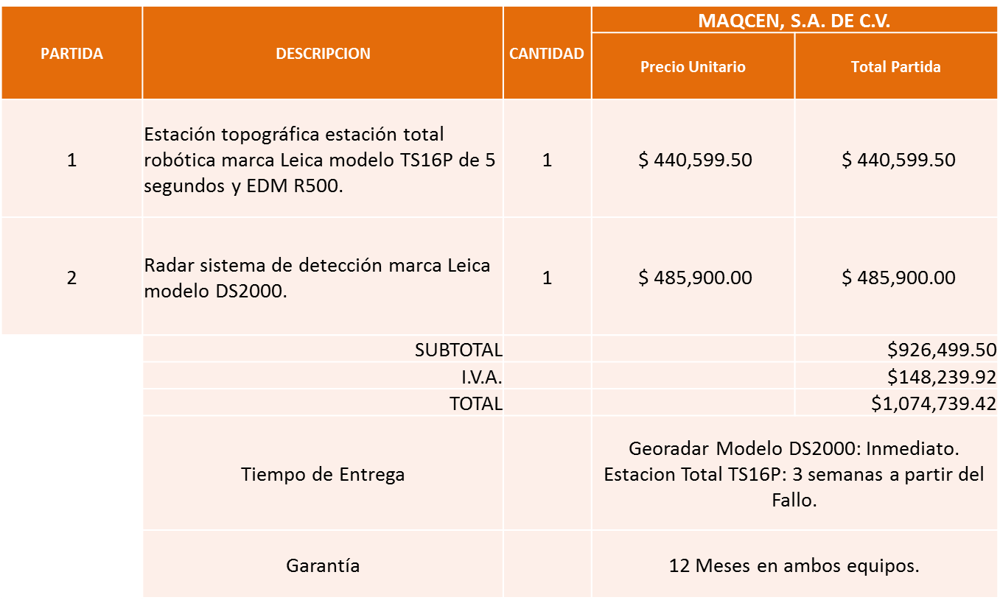 MAQCEN, S.A. DE C.V.
PARTIDA DESCRIPCION CANTIDAD Precio Unitario Total Partida
Estación topográfica estación total
1 robótica marca Leica modelo TS16P de 5 1 $ 440,599.50 $ 440,599.50
segundos y EDM R500.
Radar sistema de detección marca Leica
2 1 $ 485,900.00 $ 485,900.00
modelo DS2000.
SUBTOTAL $926,499.50
I.V.A. $148,239.92
TOTAL $1,074,739.42
Georadar Modelo DS2000: Inmediato.
Tiempo de Entrega Estacion Total TS16P: 3 semanas a partir del
Fallo.
Garantía 12 Meses en ambos equipos.